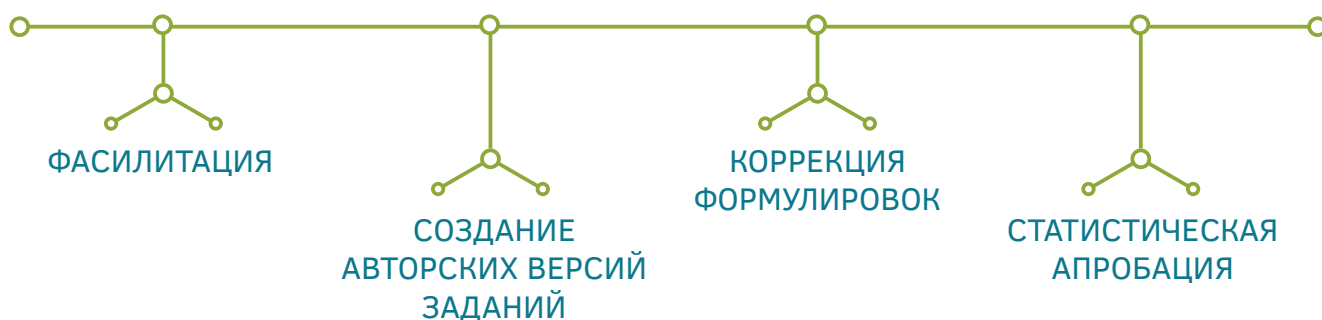 ФАСИЛИТАЦИЯ
СОЗДАНИЕ
АВТОРСКИХ ВЕРСИЙ
ЗАДАНИЙ
КОРРЕКЦИЯ
ФОРМУЛИРОВОК
СТАТИСТИЧЕСКАЯ
АПРОБАЦИЯ